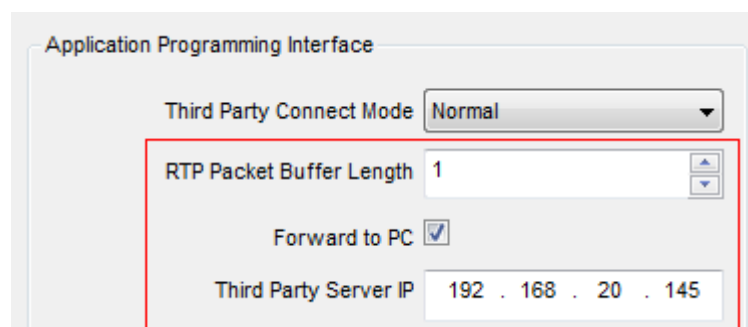 Application Programming Interface
Third Party Connect Mode Normal
RTP Packet Buffer Length 1
Forward to PC
Third Party Server IP 192 . 168 . 20 . 145